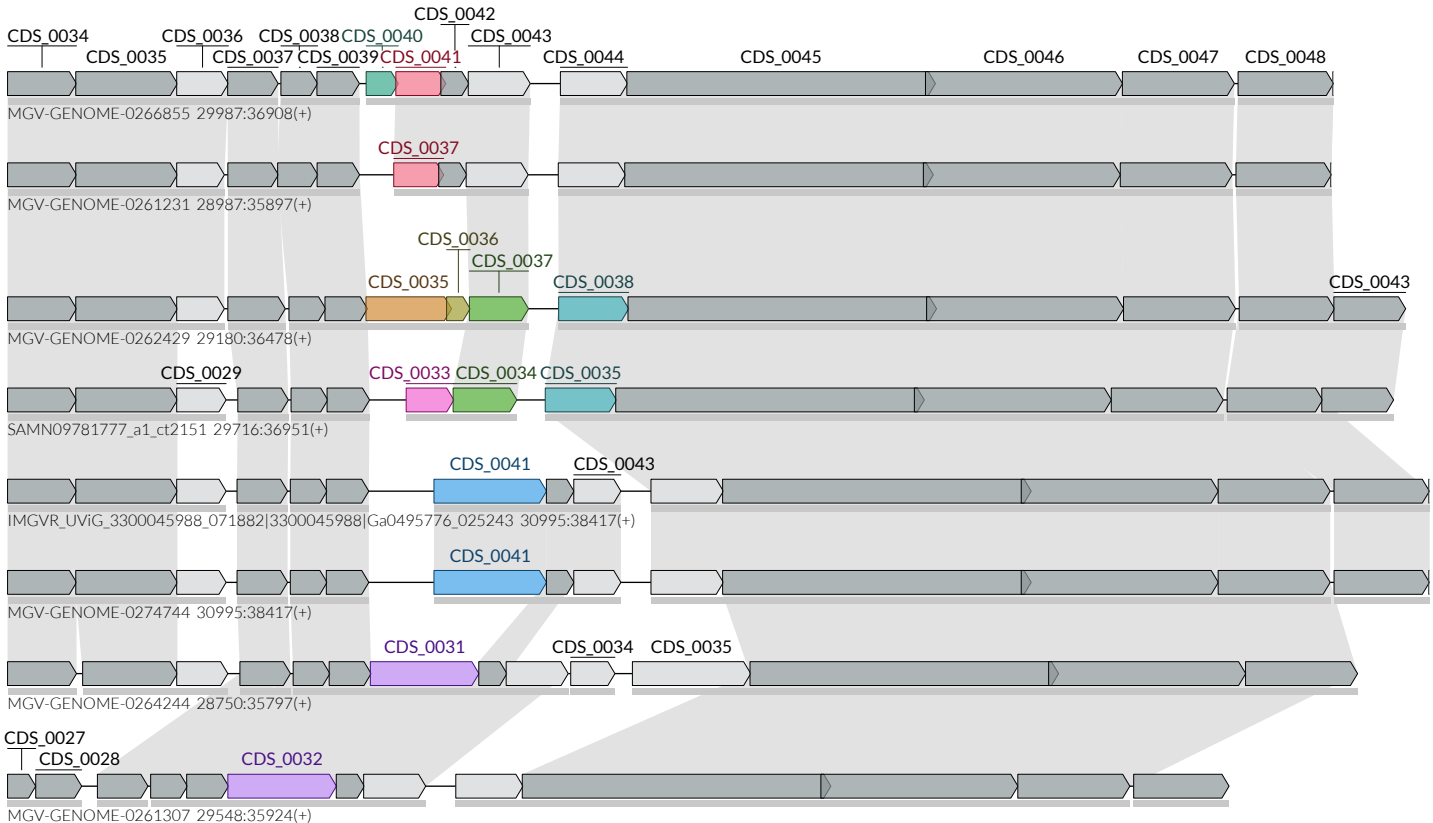 CDS_0042
CDS_0034 CDS_0036 CDS_0038 CDS_0040 CDS_0043
CDS_0035 CDS_0037 CDS_0039 CDS_0041 CDS_0044 CDS_0045 CDS_0046 CDS_0047 CDS_0048
MGV-GENOME-0266855 29987:36908(+)
CDS_0037
MGV-GENOME-0261231 28987:35897(+)
CDS_0036
CDS_0037
CDS_0035 CDS_0038 CDS_0043
MGV-GENOME-0262429 29180:36478(+)
CDS_0029 CDS_0033 CDS_0034 CDS_0035
SAMN09781777_a1_ct2151 29716:36951(+)
CDS_0041 CDS_0043
IMGVR_UViG_3300045988_071882|3300045988|Ga0495776_025243 30995:38417(+)
CDS_0041
MGV-GENOME-0274744 30995:38417(+)
CDS_0031 CDS_0034 CDS_0035
MGV-GENOME-0264244 28750:35797(+)
CDS_0027
CDS_0028 CDS_0032
MGV-GENOME-0261307 29548:35924(+)